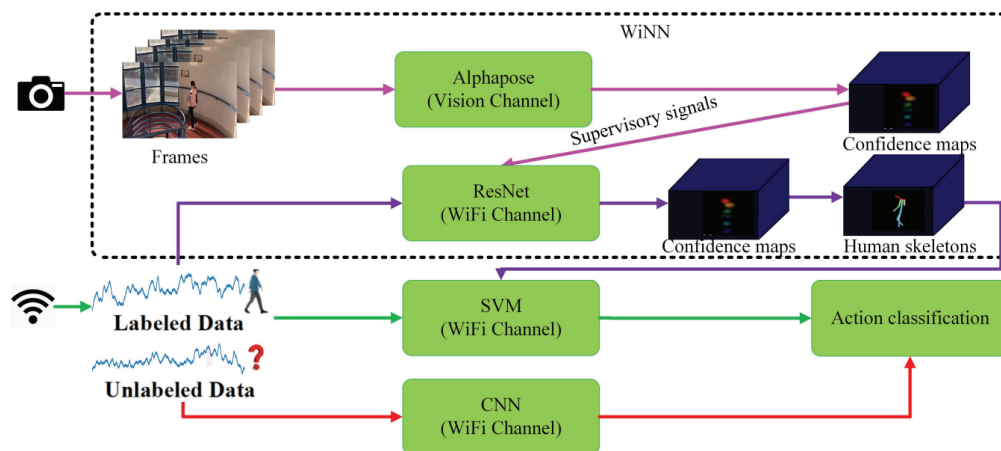 WiNN
Alphapose
(Vision Channel)
Supervisory signals
Frames
Confidence maps
ResNet
(WiFi Channel)
Confidence maps
Human skeletons
Labeled Data
?
Unlabeled Data
SVM
(WiFi Channel)
Action classification
CNN
(WiFi Channel)